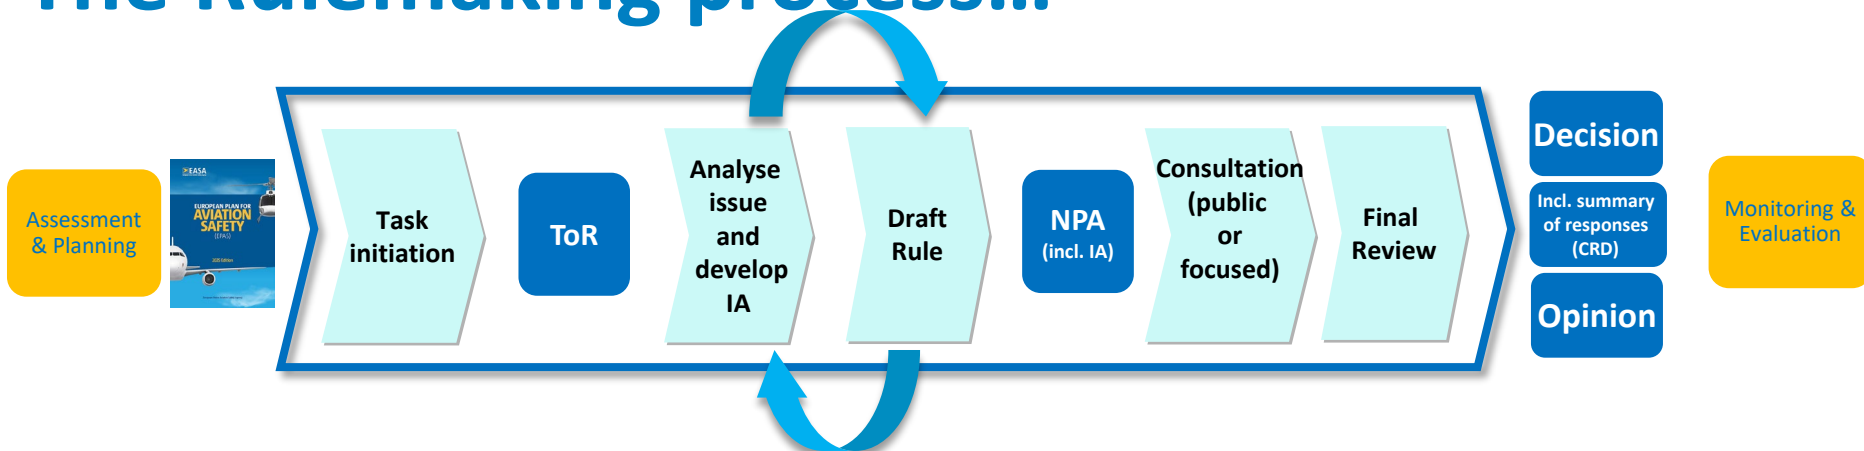 The Rulemaking process...
Assessment
& Planning
EASA
EUROPEAN PLAN FOR
AVIATION
SAFETY
(EPAS)
2025 Edition
Task
initiation
ToR
Analyse
issue
and
develop
IA
Draft
Rule
NPA
(incl. IA)
Consultation
(public
or
focused)
Final
Review
Decision
Incl. summary
of responses
(CRD)
Opinion
Monitoring &
Evaluation